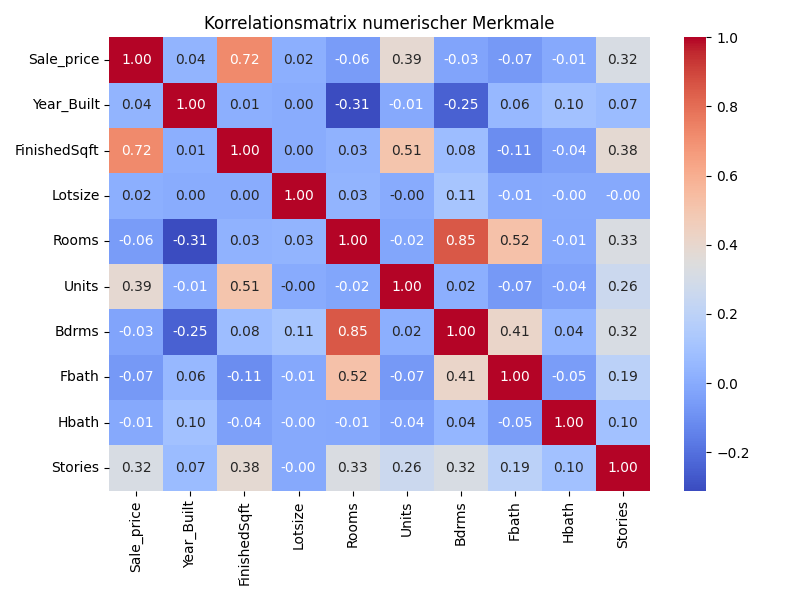 Korrelationsmatrix numerischer Merkmale
Sale_price 1.00 0.04 0.72 0.02 -0.06 0.39 -0.03 -0.07 -0.01 0.32
Year_Built 0.04 1.00 0.01 0.00 -0.31 -0.01 -0.25 0.06 0.10 0.07
FinishedSqft 0.72 0.01 1.00 0.00 0.03 0.51 0.08 -0.11 -0.04 0.38
Lotsize 0.02 0.00 0.00 1.00 0.03 -0.00 0.11 -0.01 -0.00 -0.00
Rooms -0.06 -0.31 0.03 0.03 1.00 -0.02 0.85 0.52 -0.01 0.33
Units 0.39 -0.01 0.51 -0.00 -0.02 1.00 0.02 -0.07 -0.04 0.26
Bdrms -0.03 -0.25 0.08 0.11 0.85 0.02 1.00 0.41 0.04 0.32
Fbath -0.07 0.06 -0.11 -0.01 0.52 -0.07 0.41 1.00 -0.05 0.19
Hbath -0.01 0.10 -0.04 -0.00 -0.01 -0.04 0.04 -0.05 1.00 0.10
Stories 0.32 0.07 0.38 -0.00 0.33 0.26 0.32 0.19 0.10 1.00
Sale_price Year_Built FinishedSqft Lotsize Rooms Units Bdrms Fbath Hbath Stories
1.0
0.8
0.6
0.4
0.2
0.0
−0.2